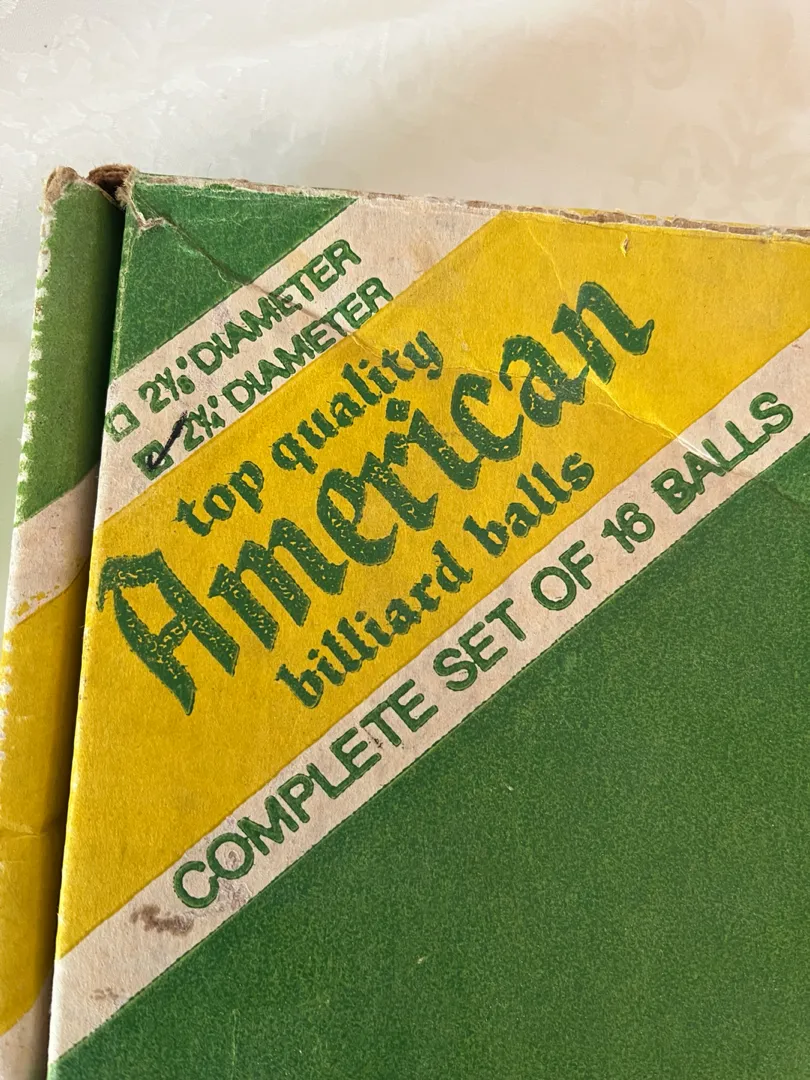 2⅛" DIAMETER
2¼" DIAMETER
top quality
American
billiard balls
COMPLETE SET OF 16 BALLS